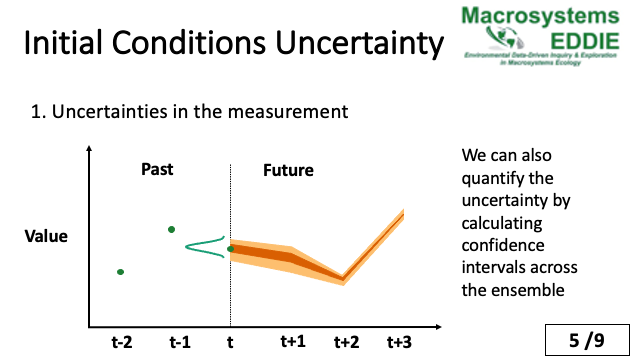 Initial Conditions Uncertainty
Macrosystems
EDDIE
Environmental Data-Driven Inquiry & Exploration
in Macrosystems Ecology
1. Uncertainties in the measurement
Past
Future
Value
t-2
t-1
t
t+1
t+2
t+3
We can also
quantify the
uncertainty by
calculating
confidence
intervals across
the ensemble
5 /9